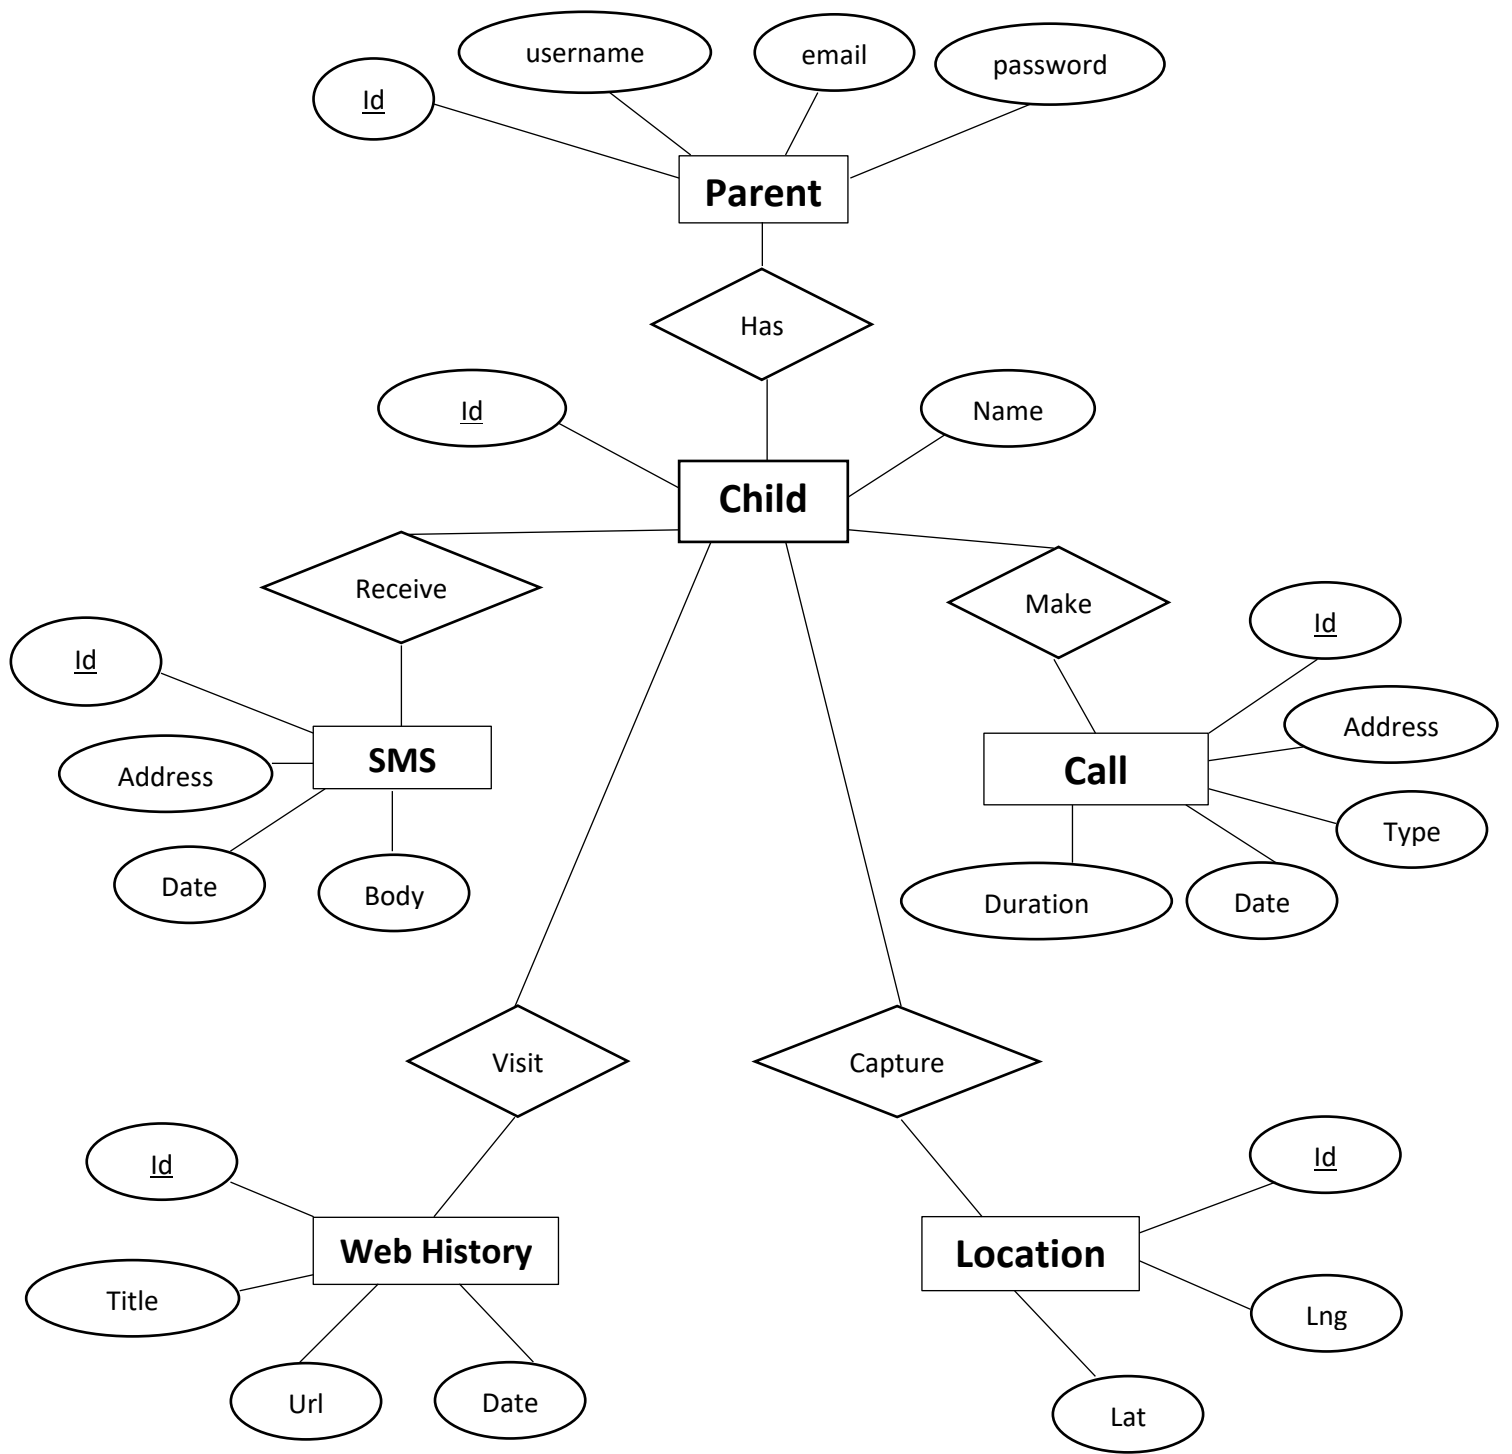 username
email
password
Id
Parent
Has
Id
Name
Child
Receive
Make
Id
Id
Address
SMS
Address
Call
Type
Date
Body
Duration
Date
Visit
Capture
Id
Id
Web History
Location
Title
Lng
Url
Date
Lat